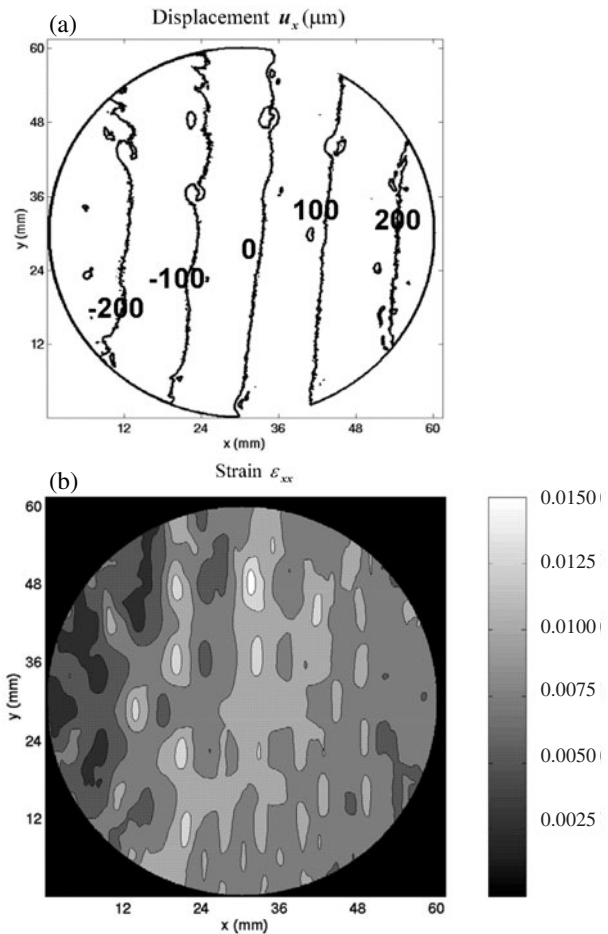 (a)
Displacement u_x (μm)
60
48
36
24
12
y (mm)
-200
-100
0
100
200
12 24 36 48 60
x (mm)
(b)
Strain ε_xx
60
48
36
24
12
y (mm)
12 24 36 48 60
x (mm)
0.0150
0.0125
0.0100
0.0075
0.0050
0.0025